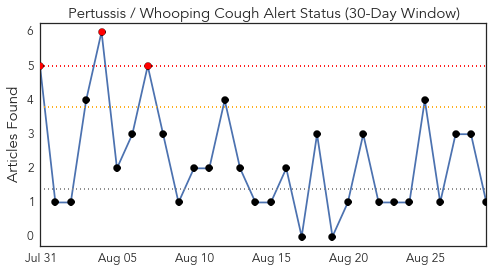 Pertussis / Whooping Cough Alert Status (30-Day Window)
Articles Found
6
5
4
3
2
1
0
Jul 31
Aug 05
Aug 10
Aug 15
Aug 20
Aug 25